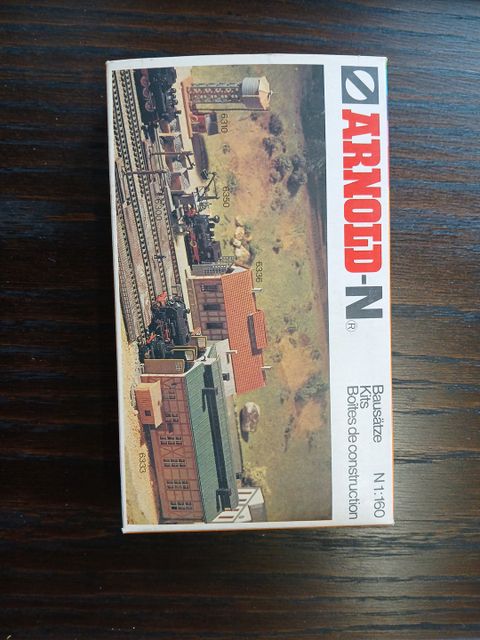 ARNOLD-N®
Bausätze N 1:160
Kits
Boîtes de construction
6333
6336
6350
6310